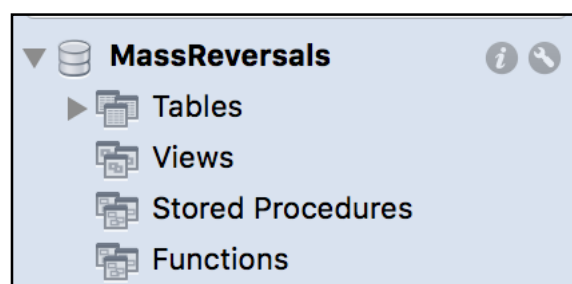 MassReversals
Tables
Views
Stored Procedures
Functions